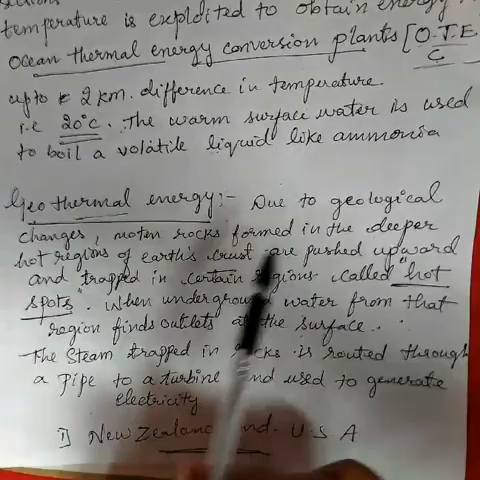 temperature is exploited to obtain energy
ocean thermal energy conversion plants [O.T.E
C
upto 2 km. difference in temperature.
i.e 20°c. The warm surface water is used
to boil a volatile liquid like ammonia
Geothermal energy:- Due to geological
changes, molten rocks formed in the deeper
hot regions of earth's crust are pushed upward
and trapped in certain regions called "hot
spots". When underground water from that
region finds outlets at the surface.
The Steam trapped in rocks is routed through
a pipe to a turbine and used to generate
electricity
1) New Zealand and U.S A